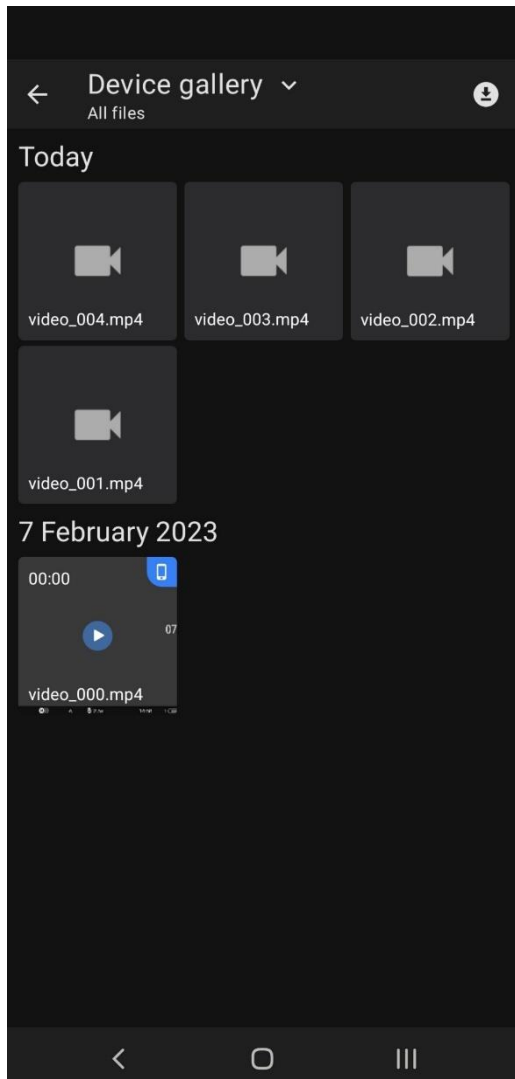 Device gallery
All files
Today
video_004.mp4 video_003.mp4 video_002.mp4
video_001.mp4
7 February 2023
00:00
07
video_000.mp4